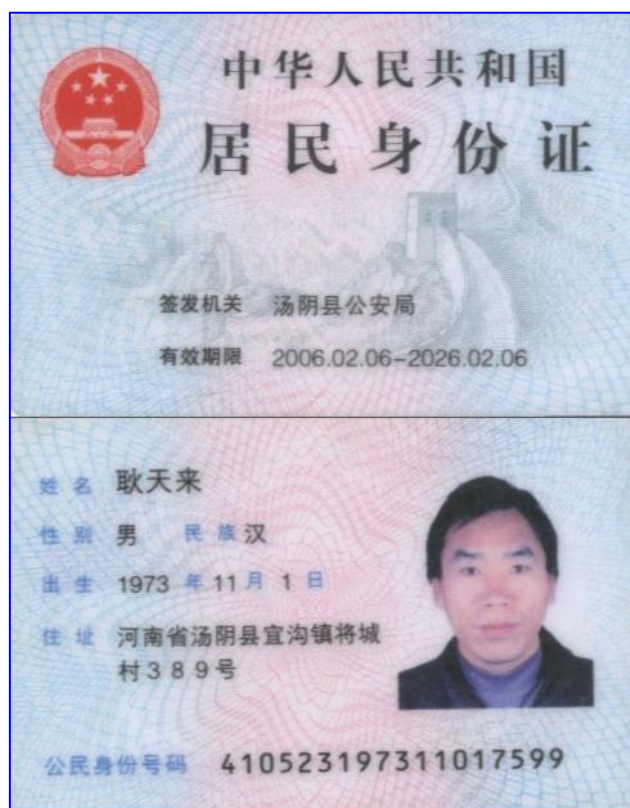 中华人民共和国
居民身份证
签发机关 汤阴县公安局
有效期限 2006.02.06-2026.02.06
姓名 耿天来
性别 男 民族 汉
出生 1973 年 11 月 1 日
住址 河南省汤阴县宜沟镇将城
村389号
公民身份号码 410523197311017599